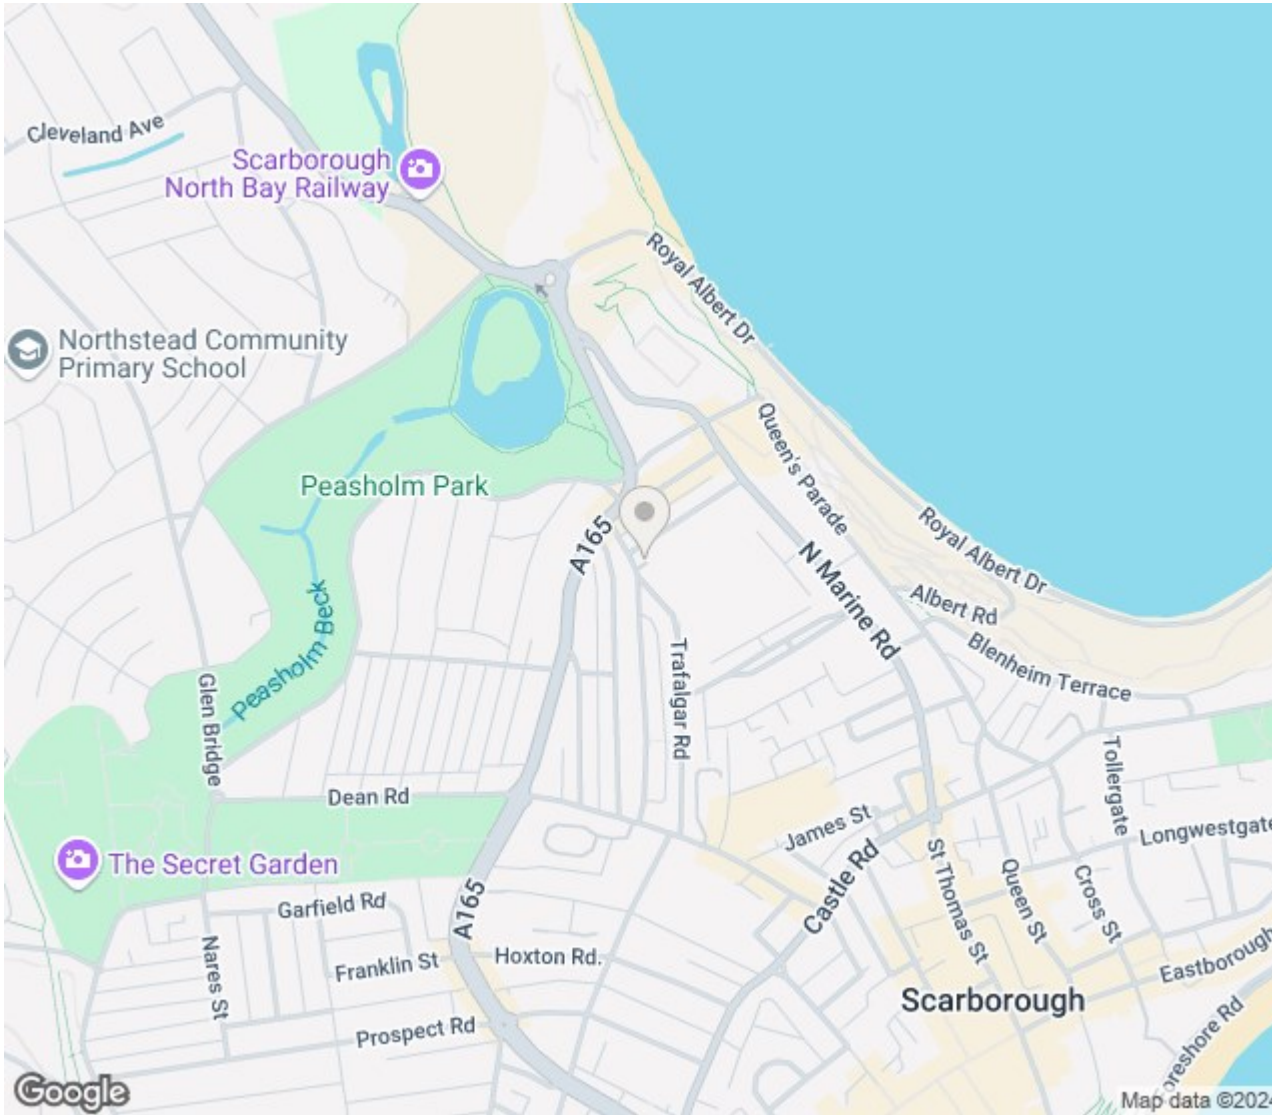 Cleveland Ave
Scarborough
North Bay Railway
Royal Albert Dr
Northstead Community
Primary School
Queen's Parade
Peasholm Park
A165
Royal Albert Dr
N Marine Rd
Albert Rd
Peasholm Beck
Blenheim Terrace
Trafalgar Rd
Glen Bridge
Tollergate
Dean Rd
James St
Longwestgate
The Secret Garden
Castle Rd
St Thomas St
Queen St
Cross St
Garfield Rd
A165
Nares St
Franklin St
Hoxton Rd.
Eastborough
Scarborough
Prospect Rd
oreshore Rd
Google
Map data ©2024